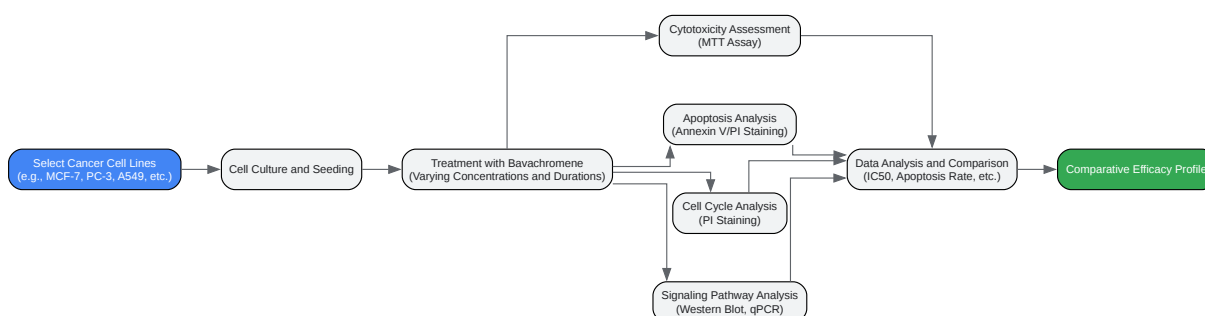 Select Cancer Cell Lines
(e.g., MCF-7, PC-3, A549, etc.)
Cell Culture and Seeding
Treatment with Bavachromene
(Varying Concentrations and Durations)
Cytotoxicity Assessment
(MTT Assay)
Apoptosis Analysis
(Annexin V/PI Staining)
Cell Cycle Analysis
(PI Staining)
Signaling Pathway Analysis
(Western Blot, qPCR)
Data Analysis and Comparison
(IC50, Apoptosis Rate, etc.)
Comparative Efficacy Profile